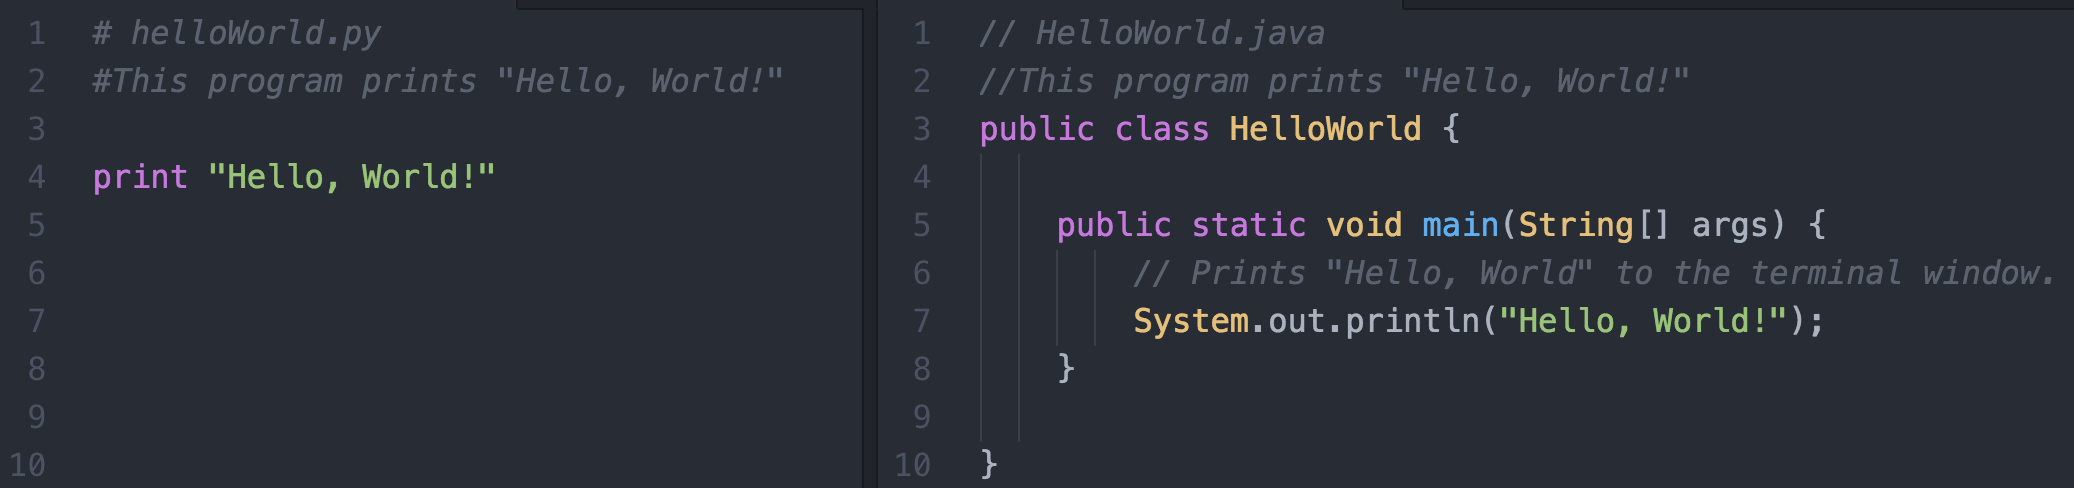 1 # helloWorld.py
2 #This program prints "Hello, World!"
3
4 print "Hello, World!"
5
6
7
8
9
10
1 // HelloWorld.java
2 //This program prints "Hello, World!"
3 public class HelloWorld {
4
5     public static void main(String[] args) {
6         // Prints "Hello, World" to the terminal window.
7         System.out.println("Hello, World!");
8     }
9
10 }